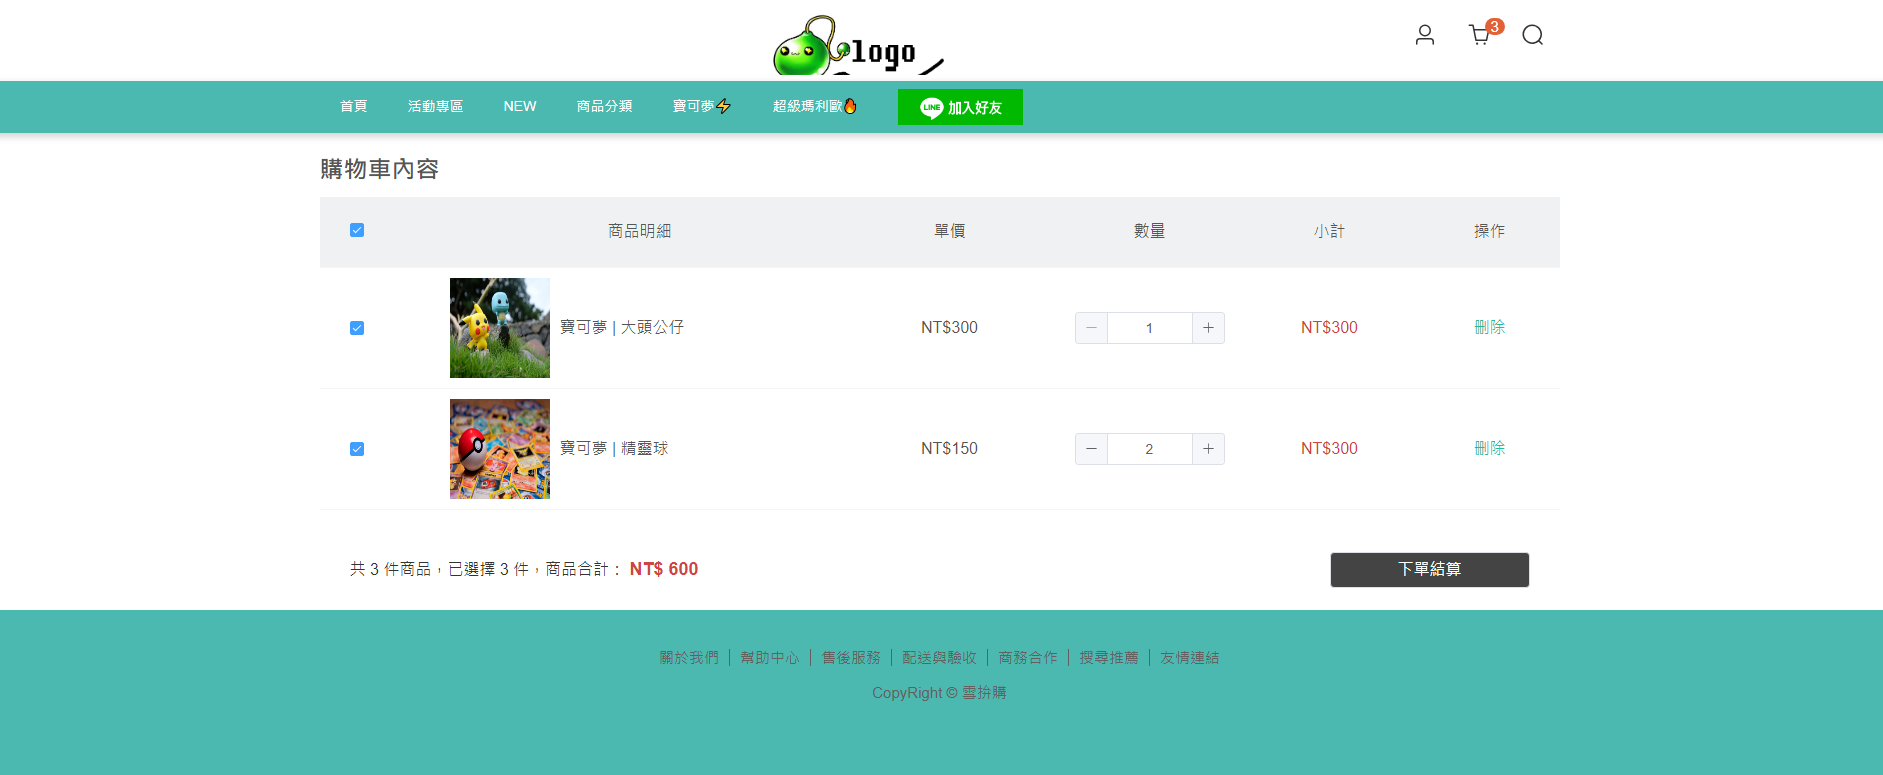 logo
3
首頁 活動專區 NEW 商品分類 寶可夢⚡ 超級瑪利歐🔥 LINE 加入好友
購物車內容
商品明細 單價 數量 小計 操作
寶可夢 | 大頭公仔 NT$300 1 NT$300 刪除
寶可夢 | 精靈球 NT$150 2 NT$300 刪除
共 3 件商品，已選擇 3 件，商品合計： NT$ 600 下單結算
關於我們 | 幫助中心 | 售後服務 | 配送與驗收 | 商務合作 | 搜尋推薦 | 友情連結
CopyRight © 雲拚購